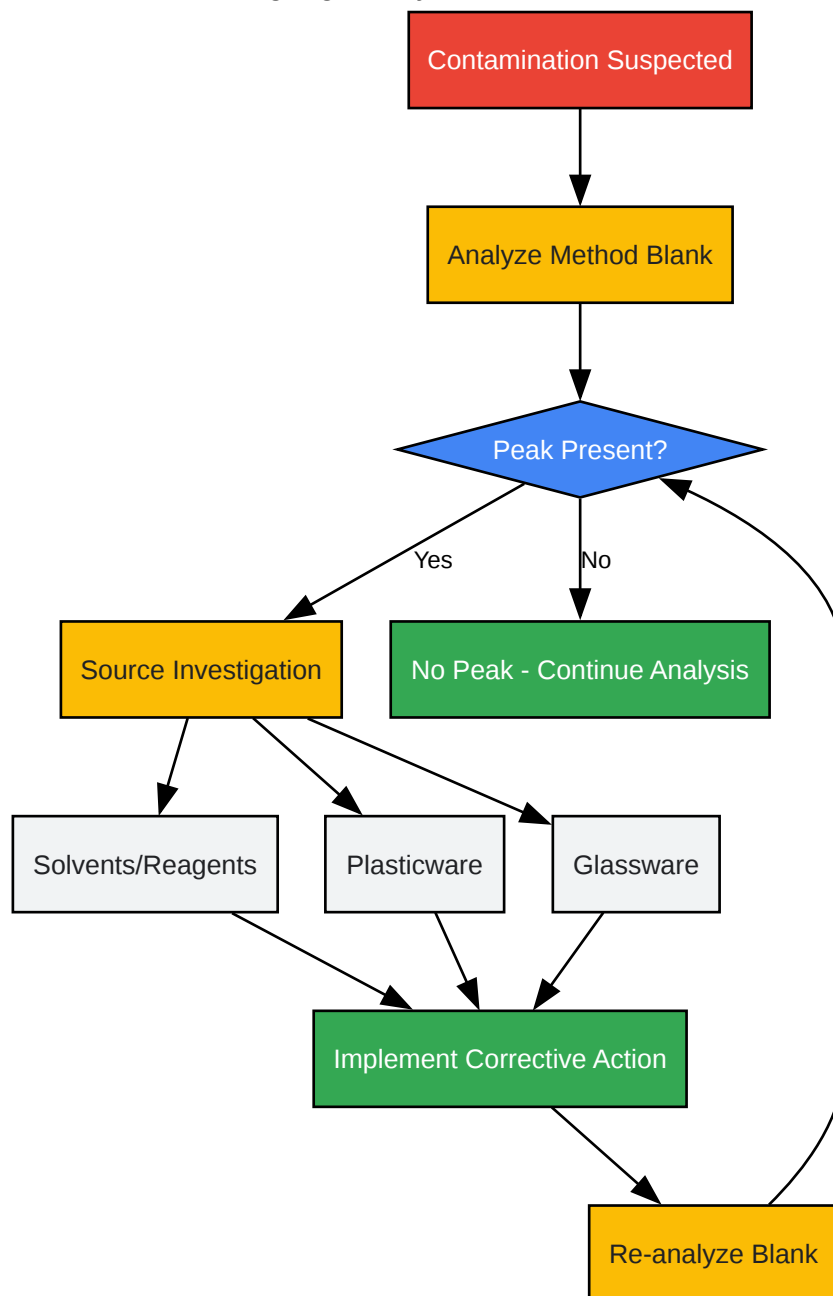 Contamination Suspected
Analyze Method Blank
Peak Present?
Yes
No
Source Investigation
No Peak - Continue Analysis
Solvents/Reagents
Plasticware
Glassware
Implement Corrective Action
Re-analyze Blank